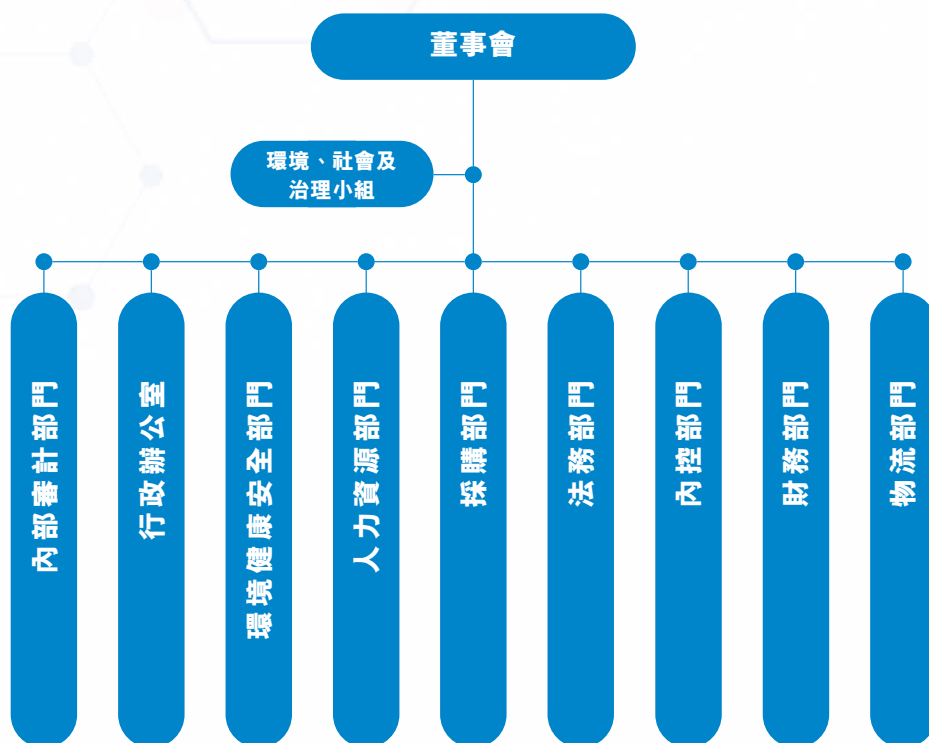 董事會
環境、社會及
治理小組
內部審計部門
行政辦公室
環境健康安全部門
人力資源部門
採購部門
法務部門
內控部門
財務部門
物流部門